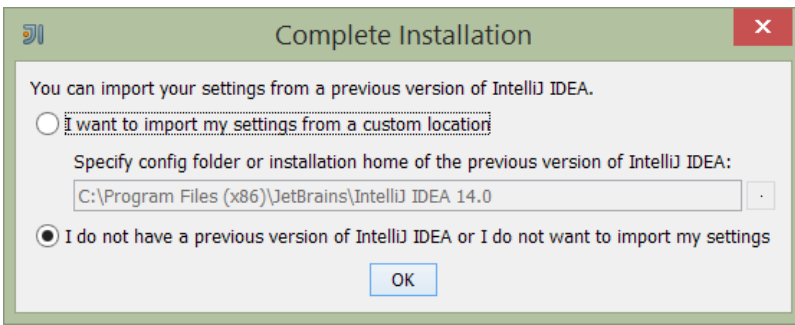 Complete Installation
You can import your settings from a previous version of IntelliJ IDEA.
I want to import my settings from a custom location
Specify config folder or installation home of the previous version of IntelliJ IDEA:
C:\Program Files (x86)\JetBrains\IntelliJ IDEA 14.0
I do not have a previous version of IntelliJ IDEA or I do not want to import my settings
OK